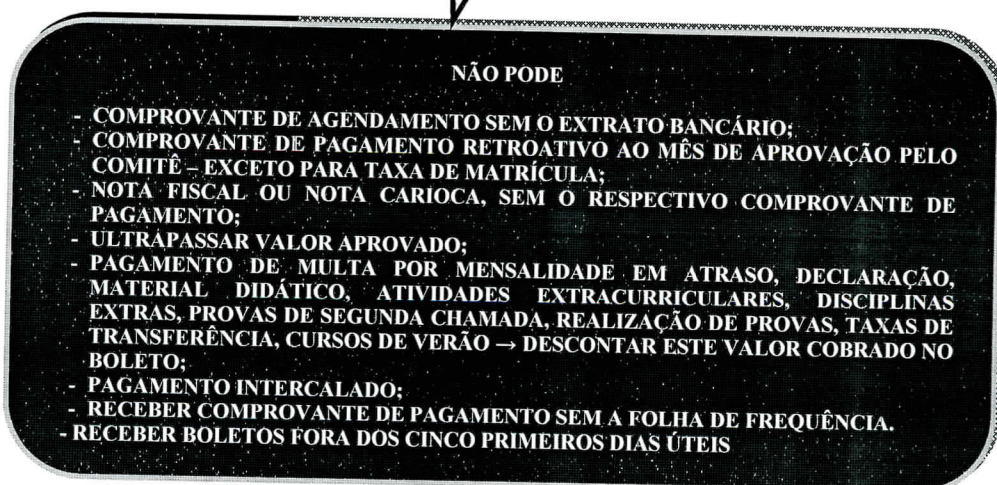 NÃO PODE
- COMPROVANTE DE AGENDAMENTO SEM O EXTRATO BANCÁRIO;
- COMPROVANTE DE PAGAMENTO RETROATIVO AO MÊS DE APROVAÇÃO PELO
COMITÊ – EXCETO PARA TAXA DE MATRÍCULA;
- NOTA FISCAL OU NOTA CARIOCA, SEM O RESPECTIVO COMPROVANTE DE
PAGAMENTO;
- ULTRAPASSAR VALOR APROVADO;
- PAGAMENTO DE MULTA POR MENSALIDADE EM ATRASO, DECLARAÇÃO,
MATERIAL DIDÁTICO, ATIVIDADES EXTRACURRICULARES, DISCIPLINAS
EXTRAS, PROVAS DE SEGUNDA CHAMADA, REALIZAÇÃO DE PROVAS, TAXAS DE
TRANSFERÊNCIA, CURSOS DE VERÃO → DESCONTAR ESTE VALOR COBRADO NO
BOLETO;
- PAGAMENTO INTERCALADO;
- RECEBER COMPROVANTE DE PAGAMENTO SEM A FOLHA DE FREQUÊNCIA.
- RECEBER BOLETOS FORA DOS CINCO PRIMEIROS DIAS ÚTEIS